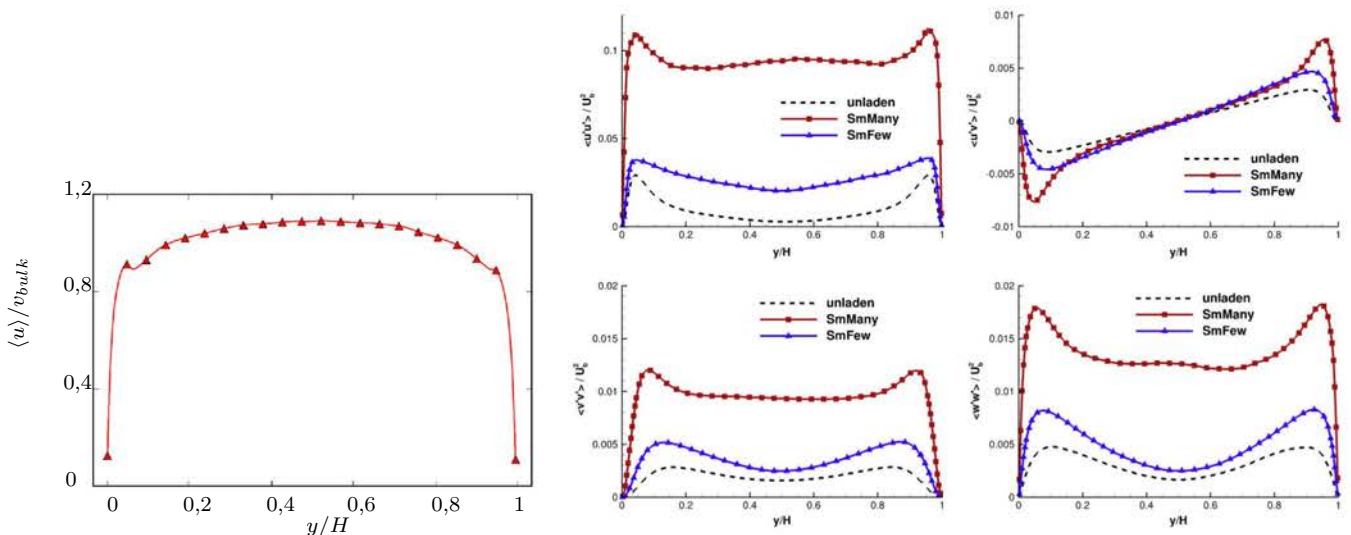 1,2
0,8
0,4
0
0
0,2
0,4
0,6
0,8
1
y/H
⟨u⟩/v_bulk
0.1
0.05
0
0
0.2
0.4
0.6
0.8
1
y/H
<u'u'> / U_b^2
unladen
SmMany
SmFew
0.01
0.005
0
-0.005
-0.01
0
0.2
0.4
0.6
0.8
1
y/H
<u'v'> / U_b^2
unladen
SmMany
SmFew
0.02
0.015
0.01
0.005
0
0
0.2
0.4
0.6
0.8
1
y/H
<v'v'> / U_b^2
unladen
SmMany
SmFew
0.02
0.015
0.01
0.005
0
0
0.2
0.4
0.6
0.8
1
y/H
<w'w'> / U_b^2
unladen
SmMany
SmFew